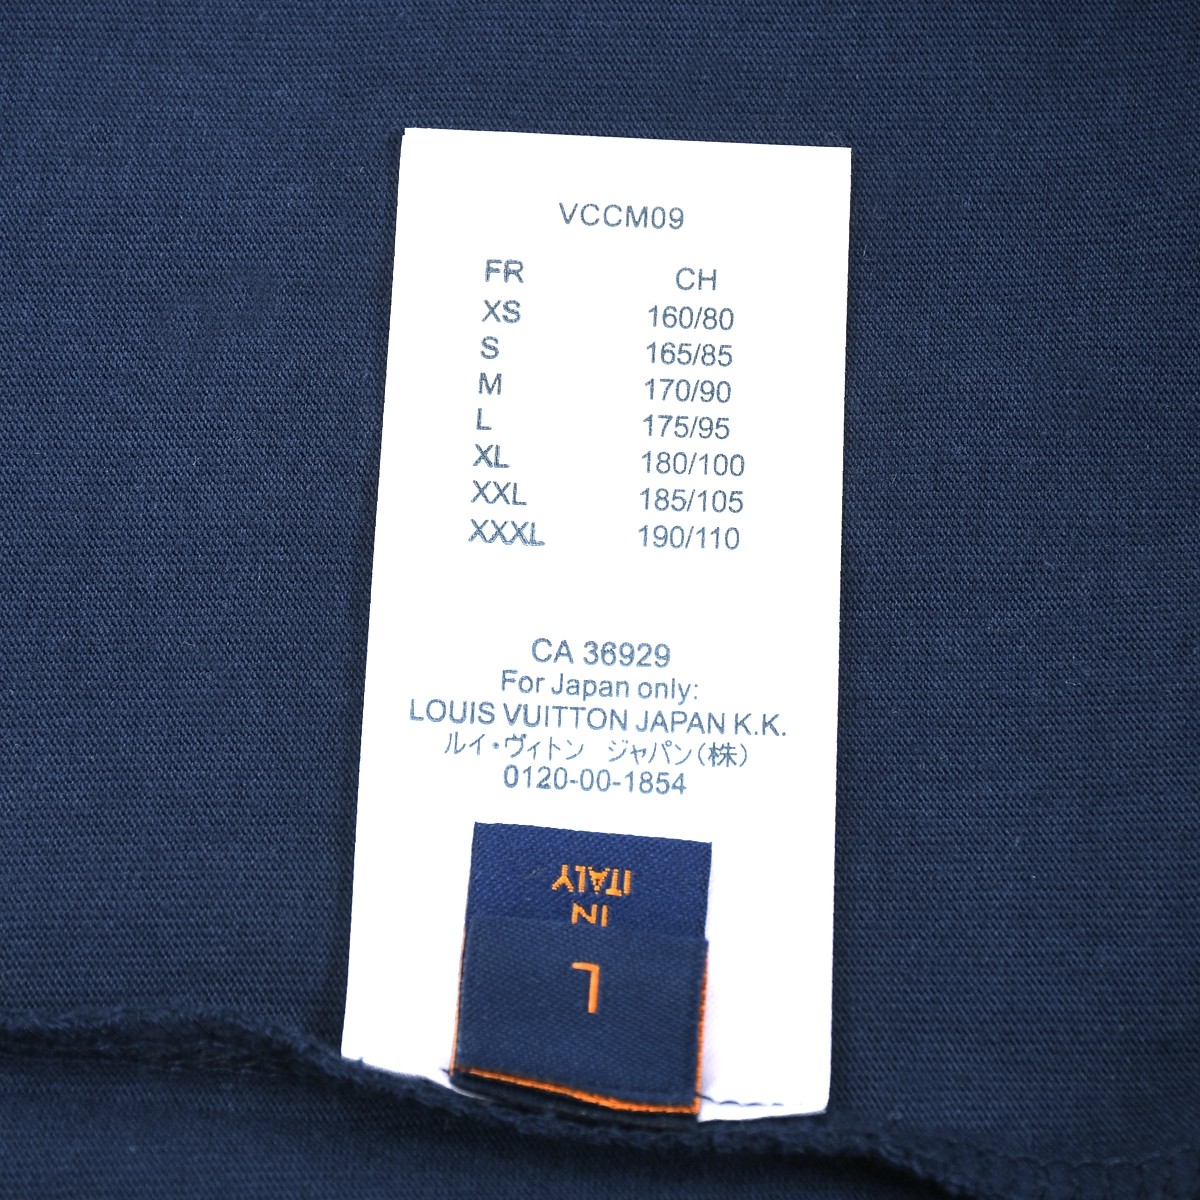 VCCM09
FR CH
XS 160/80
S 165/85
M 170/90
L 175/95
XL 180/100
XXL 185/105
XXXL 190/110
CA 36929
For Japan only:
LOUIS VUITTON JAPAN K.K.
ルイ・ヴィトン ジャパン(株)
0120-00-1854
L
IN
ITALY